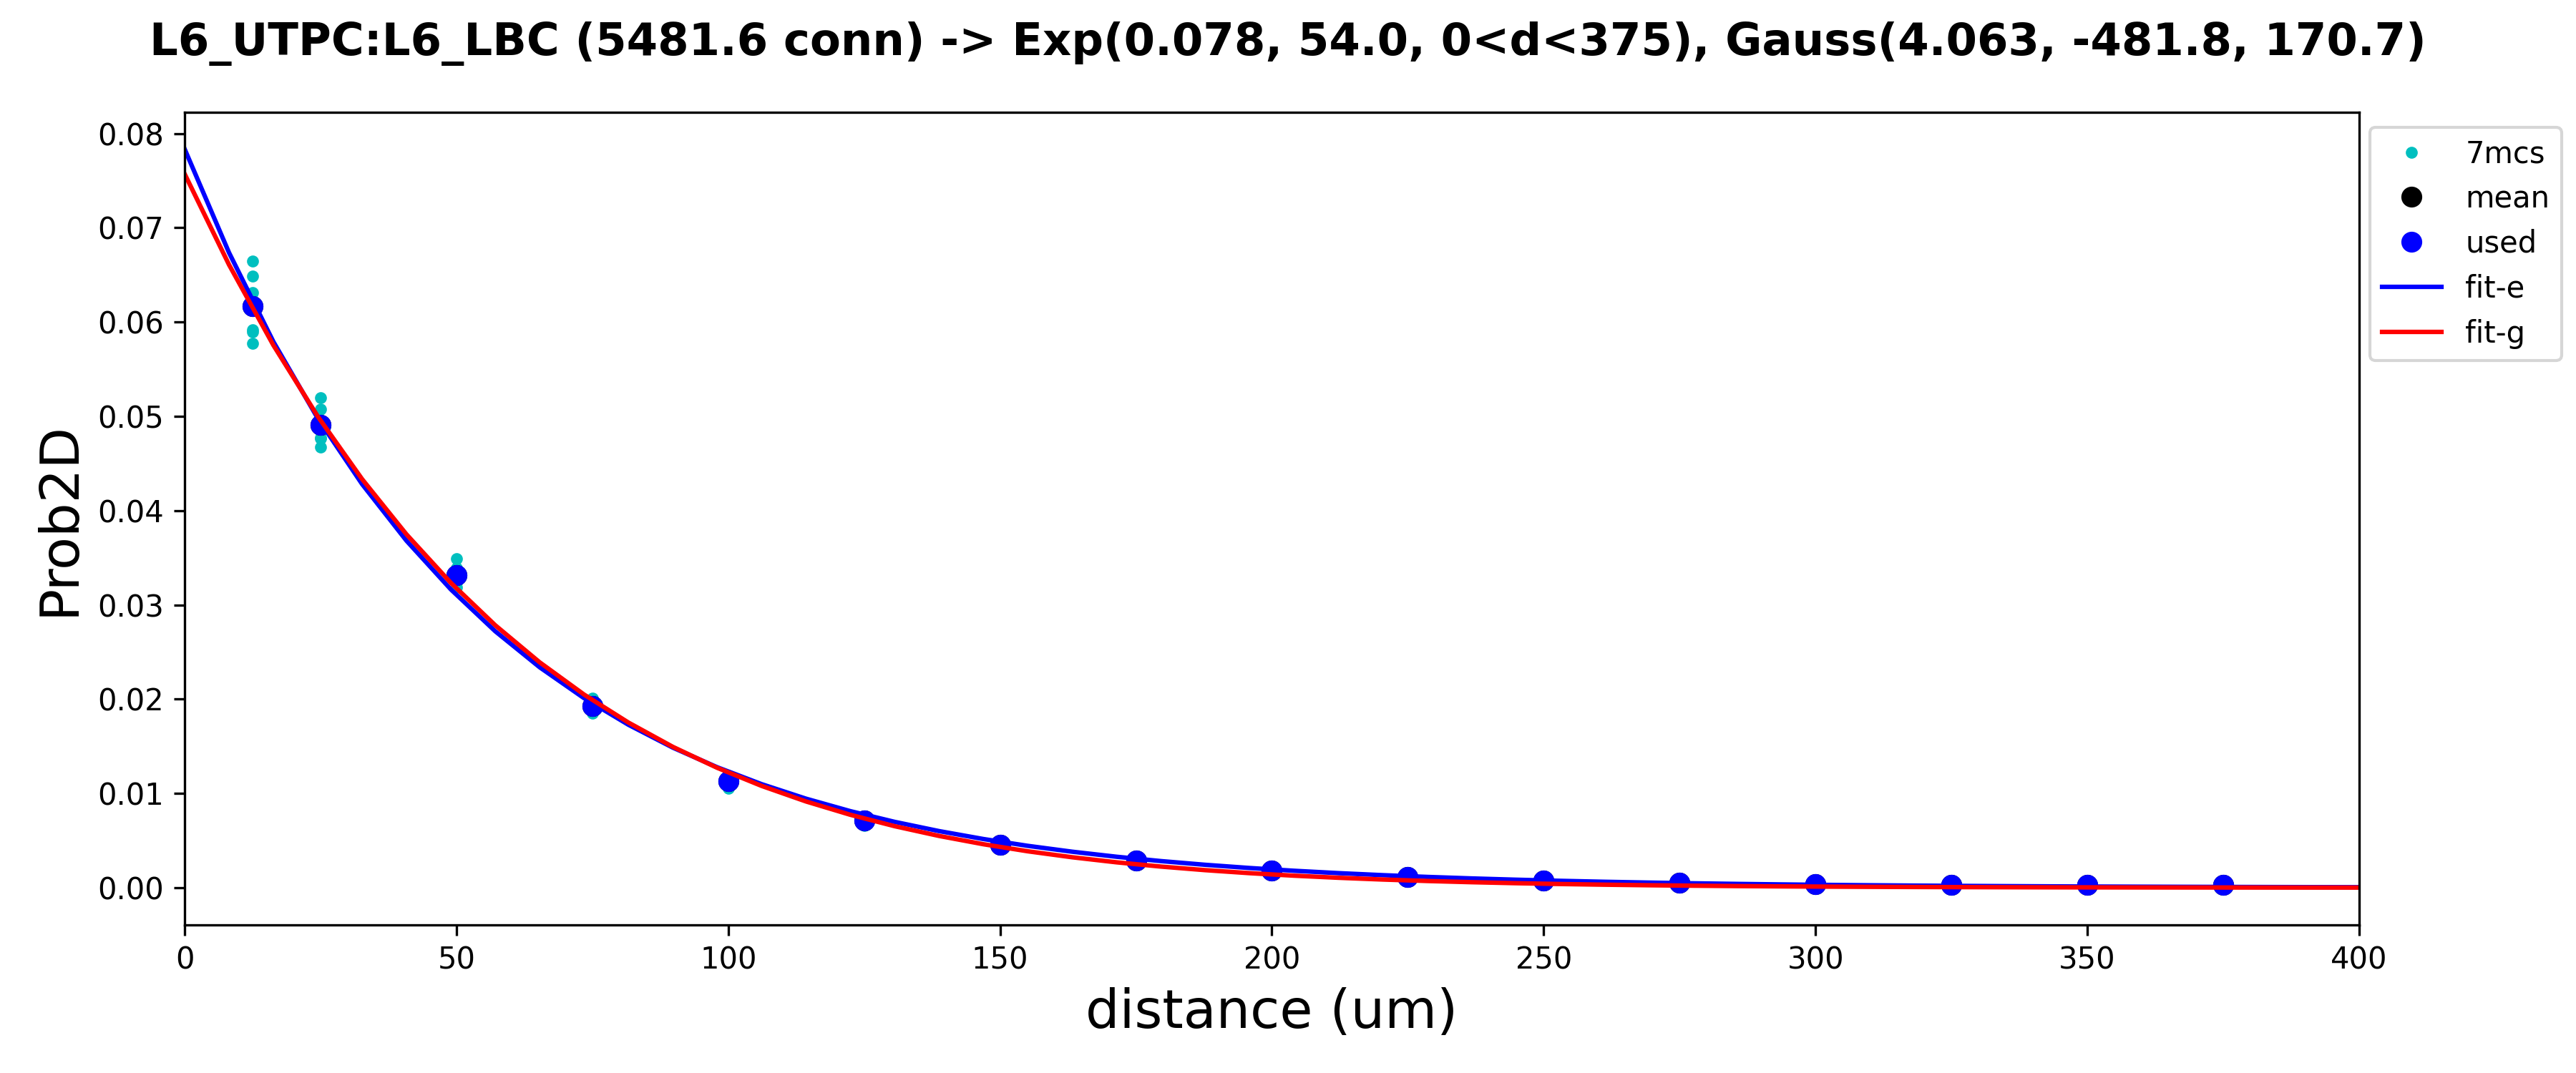 L6_UTPC:L6_LBC (5481.6 conn) -> Exp(0.078, 54.0, 0<d<375), Gauss(4.063, -481.8, 170.7)
0.08
0.07
0.06
0.05
0.04
0.03
0.02
0.01
0.00
Prob2D
0 50 100 150 200 250 300 350 400
distance (um)
7mcs
mean
used
fit-e
fit-g